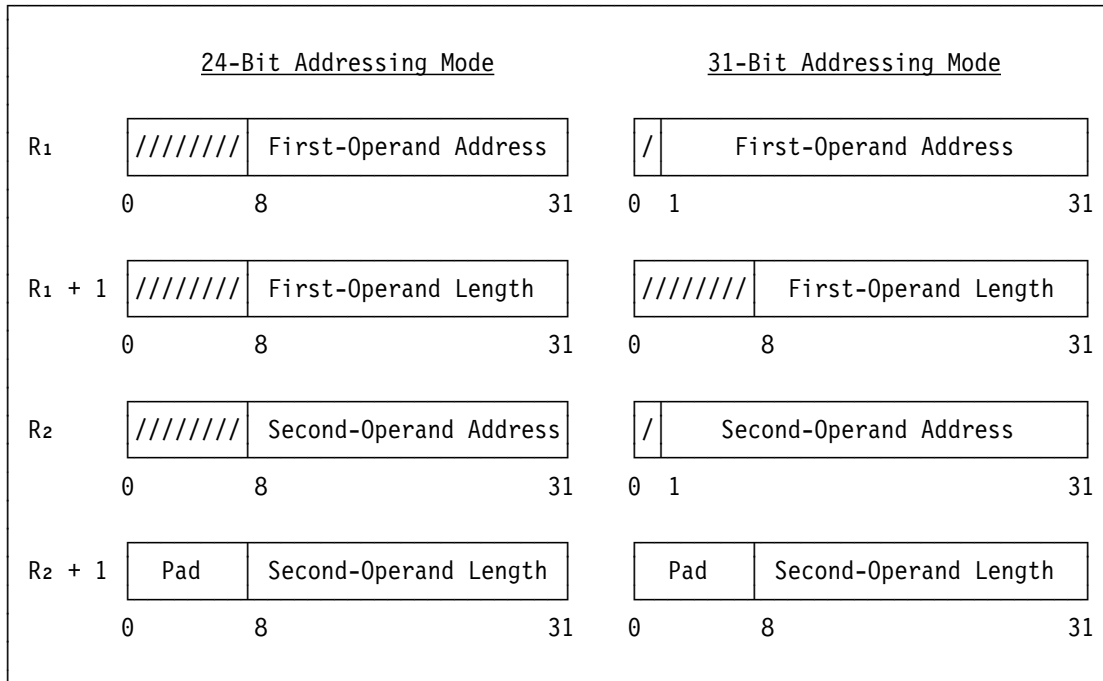 24-Bit Addressing Mode 31-Bit Addressing Mode
R₁ //////// First-Operand Address / First-Operand Address
0 8 31 0 1 31
R₁ + 1 //////// First-Operand Length //////// First-Operand Length
0 8 31 0 8 31
R₂ //////// Second-Operand Address / Second-Operand Address
0 8 31 0 1 31
R₂ + 1 Pad Second-Operand Length Pad Second-Operand Length
0 8 31 0 8 31